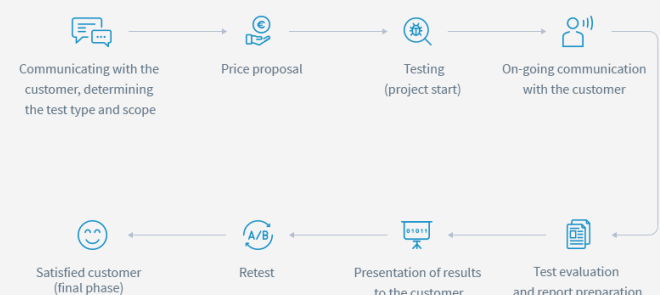 Communicating with the
customer, determining
the test type and scope
Price proposal
Testing
(project start)
On-going communication
with the customer
Test evaluation
and report preparation
01011
Presentation of results
to the customer
A/B
Retest
Satisfied customer
(final phase)